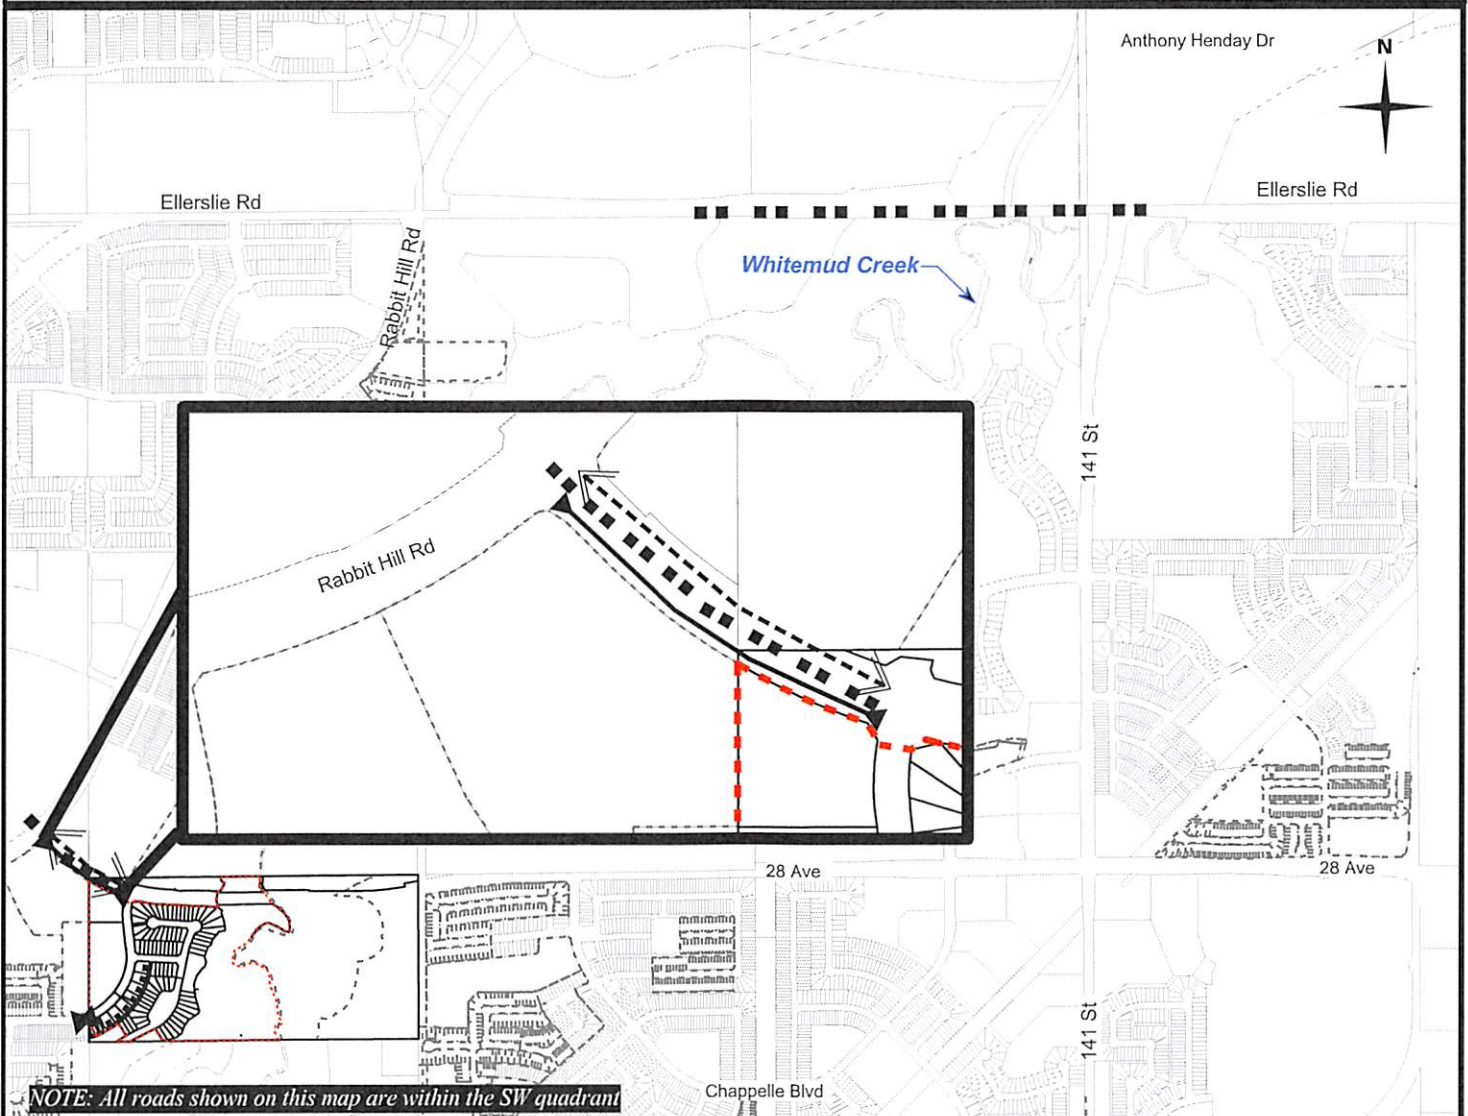 Anthony Henday Dr
N
Ellerslie Rd
Ellerslie Rd
Rabbit Hill Rd
Whitemud Creek
141 St
Rabbit Hill Rd
28 Ave
28 Ave
141 St
Chappelle Blvd
NOTE: All roads shown on this map are within the SW quadrant